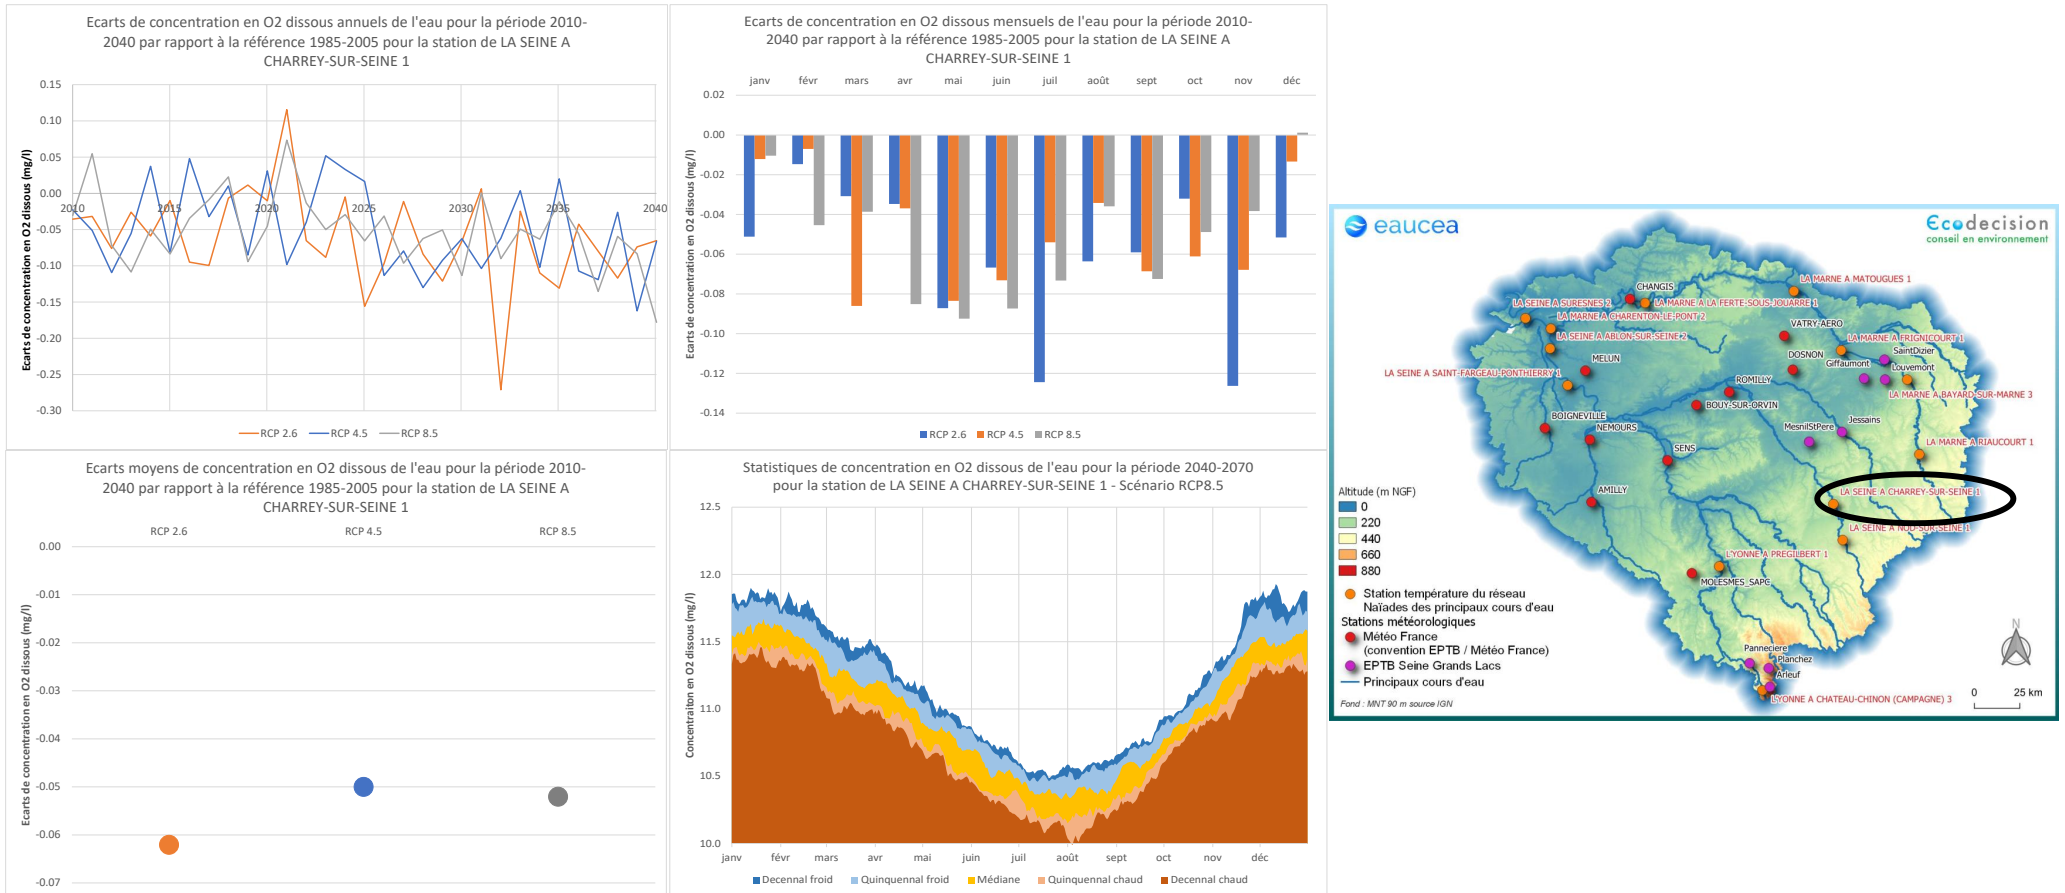 Ecarts de concentration en O2 dissous annuels de l'eau pour la période 2010-
2040 par rapport à la référence 1985-2005 pour la station de LA SEINE A
CHARREY-SUR-SEINE 1
Ecarts de concentration en O2 dissous (mg/l)
0.15
0.10
0.05
0.00
-0.05
-0.10
-0.15
-0.20
-0.25
-0.30
2010 2015 2020 2025 2030 2035 2040
RCP 2.6 RCP 4.5 RCP 8.5
Ecarts de concentration en O2 dissous mensuels de l'eau pour la période 2010-
2040 par rapport à la référence 1985-2005 pour la station de LA SEINE A
CHARREY-SUR-SEINE 1
janv févr mars avr mai juin juil août sept oct nov déc
Ecarts de concentration en O2 dissous (mg/l)
0.02
0.00
-0.02
-0.04
-0.06
-0.08
-0.10
-0.12
-0.14
RCP 2.6 RCP 4.5 RCP 8.5
Ecarts moyens de concentration en O2 dissous de l'eau pour la période 2010-
2040 par rapport à la référence 1985-2005 pour la station de LA SEINE A
CHARREY-SUR-SEINE 1
RCP 2.6 RCP 4.5 RCP 8.5
Ecarts de concentration en O2 dissous (mg/l)
0.00
-0.01
-0.02
-0.03
-0.04
-0.05
-0.06
-0.07
Statistiques de concentration en O2 dissous de l'eau pour la période 2040-2070
pour la station de LA SEINE A CHARREY-SUR-SEINE 1 - Scénario RCP8.5
Concentraiton en O2 dissous (mg/l)
12.5
12.0
11.5
11.0
10.5
10.0
janv févr mars avr mai juin juil août sept oct nov déc
Decennal froid Quinquennal froid Médiane Quinquennal chaud Decennal chaud
eaucea
Ecodecision
conseil en environnement
LA MARNE A MATOUGUES 1
CHANGIS
LA SEINE A SURESNES 2
LA MARNE A LA FERTE-SOUS-JOUARRE 1
LA MARNE A CHARENTON-LE-PONT 2
VATRY-AERO
LA SEINE A ABLON-SUR-SEINE 2
LA MARNE A FRIGNICOURT 1
SaintDizier
MELUN
DOSNON
Giffaumont
Louvemont
LA SEINE A SAINT-FARGEAU-PONTHIERRY 1
ROMILLY
LA MARNE A BAYARD-SUR-MARNE 3
BOUY-SUR-ORVIN
BOIGNEVILLE
NEMOURS
Jessains
MesnilStPere
SENS
LA MARNE A RIAUCOURT 1
AMILLY
LA SEINE A CHARREY-SUR-SEINE 1
LA SEINE A NOD-SUR-SEINE 1
L'YONNE A PREGILBERT 1
MOLESMES_SAPC
Panneciere
Planchez
Arleuf
L'YONNE A CHATEAU-CHINON (CAMPAGNE) 3
Altitude (m NGF)
0
220
440
660
880
Station température du réseau
Naïades des principaux cours d'eau
Stations météorologiques
Météo France
(convention EPTB / Météo France)
EPTB Seine Grands Lacs
Principaux cours d'eau
Fond : MNT 90 m source IGN
N
0 25 km